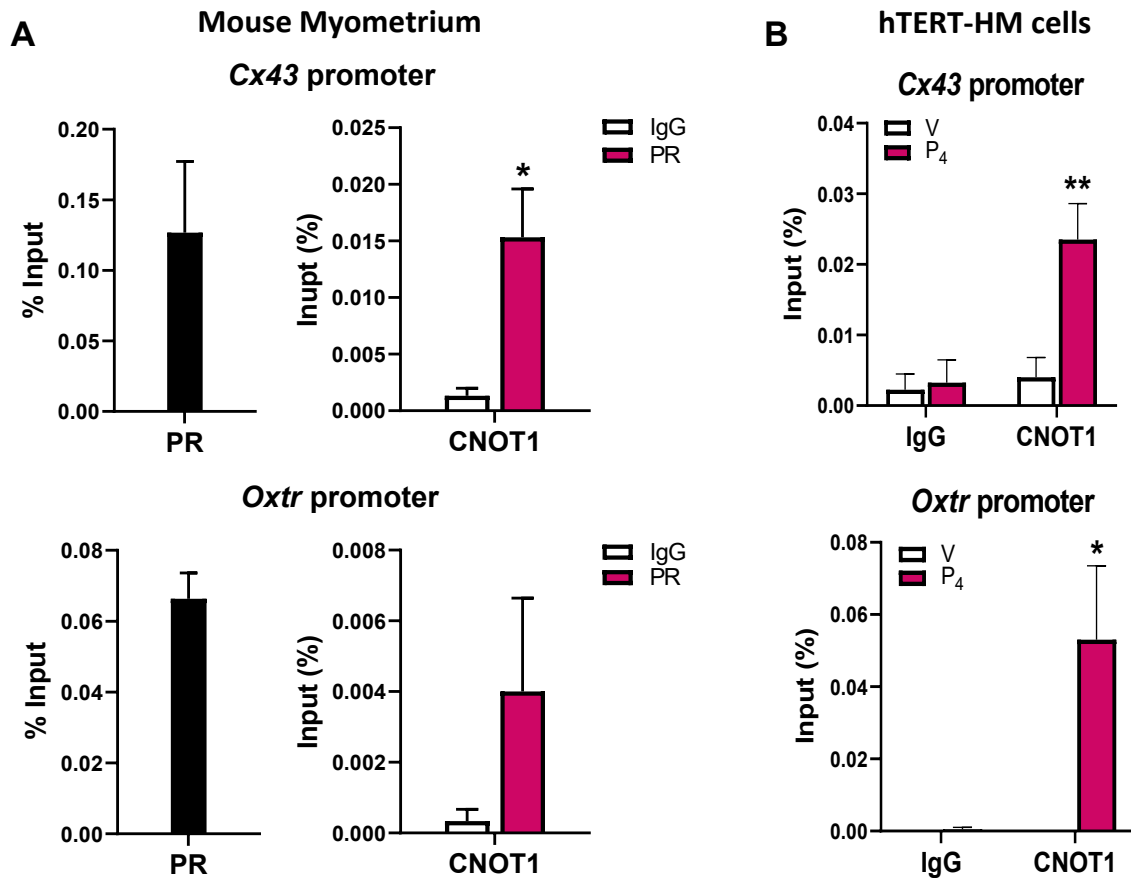 A
Mouse Myometrium
Cx43 promoter
% Input
0.20
0.15
0.10
0.05
0.00
PR
Inupt (%)
0.025
0.020
0.015
0.010
0.005
0.000
*
CNOT1
IgG
PR
Oxtr promoter
% Input
0.08
0.06
0.04
0.02
0.00
PR
Input (%)
0.008
0.006
0.004
0.002
0.000
CNOT1
IgG
PR
B
hTERT-HM cells
Cx43 promoter
Input (%)
0.04
0.03
0.02
0.01
0.00
V
P4
**
IgG
CNOT1
Oxtr promoter
Input (%)
0.08
0.06
0.04
0.02
0.00
V
P4
*
IgG
CNOT1